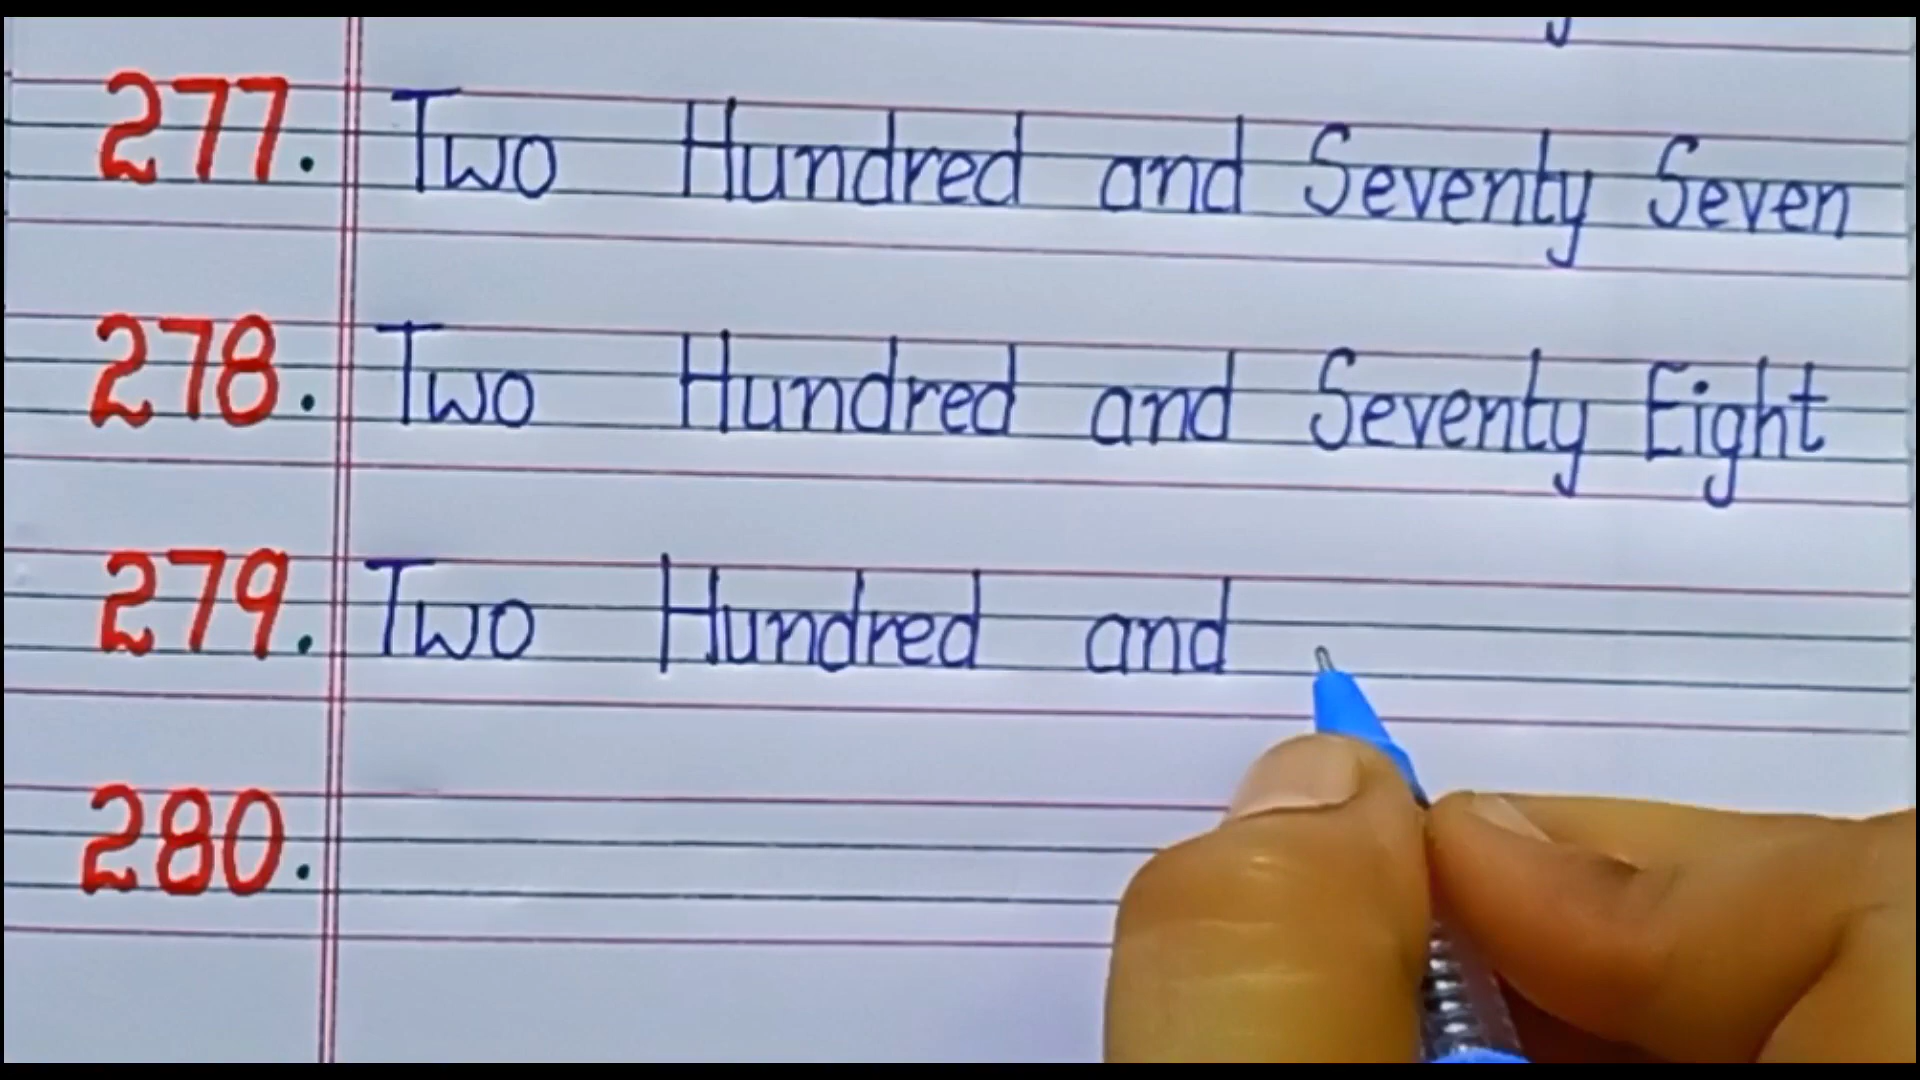 277. Two Hundred and Seventy Seven
278. Two Hundred and Seventy Eight
279. Two Hundred and
280.